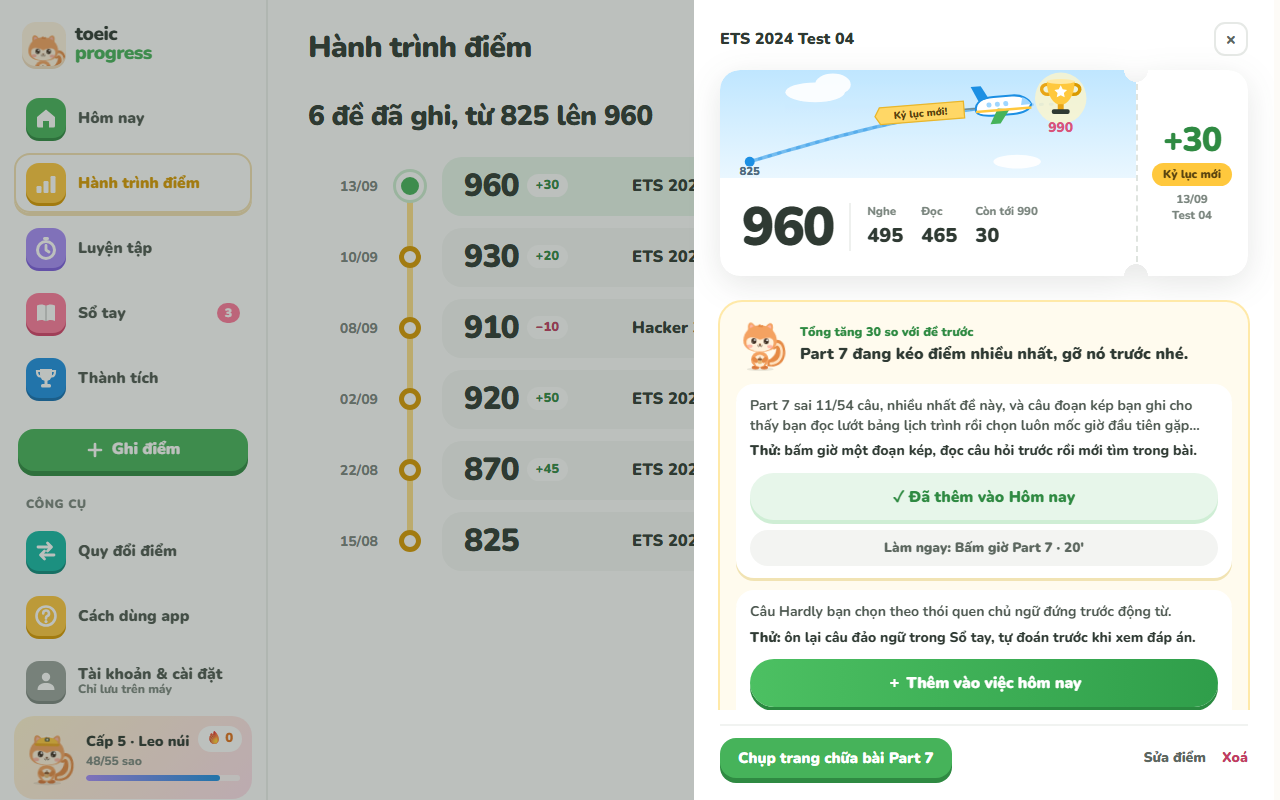 toeic
progress
Hôm nay
Hành trình điểm
Luyện tập
Sổ tay
3
Thành tích
+ Ghi điểm
CÔNG CỤ
Quy đổi điểm
Cách dùng app
Tài khoản & cài đặt
Chỉ lưu trên máy
Cấp 5 · Leo núi
0
48/55 sao
Hành trình điểm
6 đề đã ghi, từ 825 lên 960
13/09
960
+30
ETS 202
10/09
930
+20
ETS 202
08/09
910
−10
Hacker
02/09
920
+50
ETS 202
22/08
870
+45
ETS 202
15/08
825
ETS 202
ETS 2024 Test 04
×
Kỷ lục mới!
990
825
960
Nghe
495
Đọc
465
Còn tới 990
30
+30
Kỷ lục mới
13/09
Test 04
Tổng tăng 30 so với đề trước
Part 7 đang kéo điểm nhiều nhất, gỡ nó trước nhé.
Part 7 sai 11/54 câu, nhiều nhất đề này, và câu đoạn kép bạn ghi cho
thấy bạn đọc lướt bảng lịch trình rồi chọn luôn mốc giờ đầu tiên gặp...
Thử: bấm giờ một đoạn kép, đọc câu hỏi trước rồi mới tìm trong bài.
✓ Đã thêm vào Hôm nay
Làm ngay: Bấm giờ Part 7 · 20'
Câu Hardly bạn chọn theo thói quen chủ ngữ đứng trước động từ.
Thử: ôn lại câu đảo ngữ trong Sổ tay, tự đoán trước khi xem đáp án.
+ Thêm vào việc hôm nay
Chụp trang chữa bài Part 7
Sửa điểm
Xoá